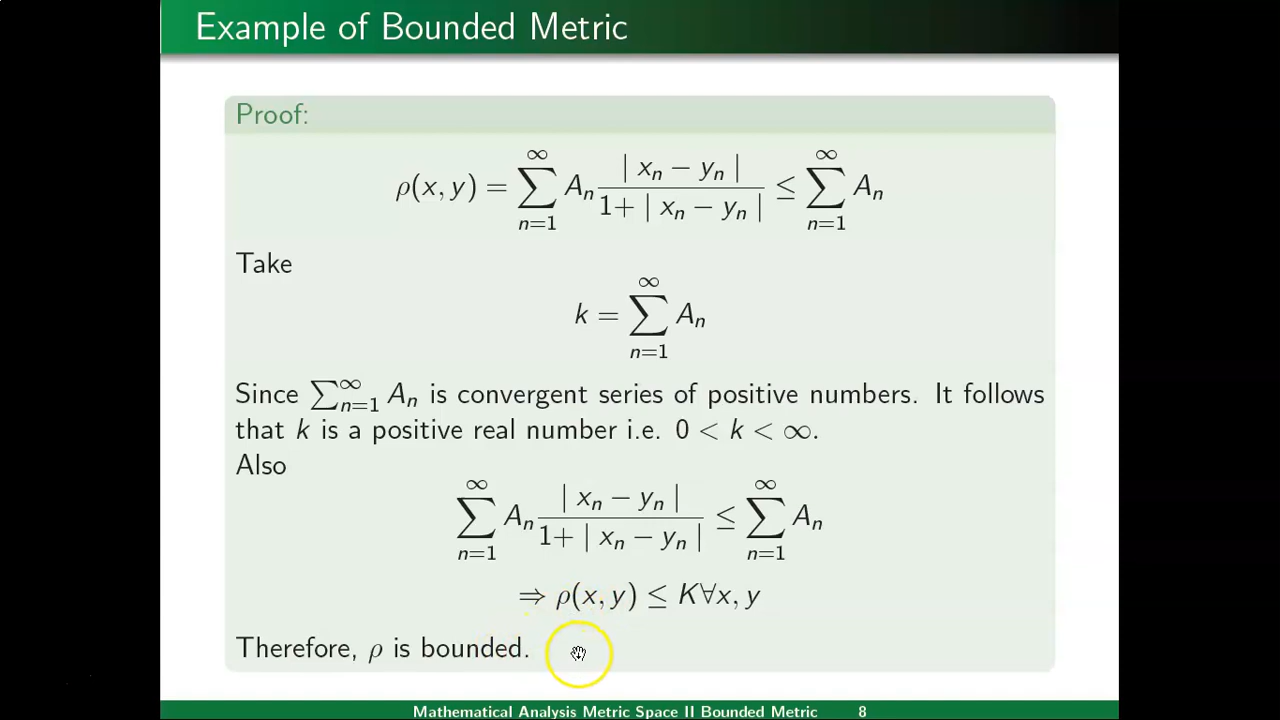 Example of Bounded Metric
Proof:
ρ(x, y) = ∑_{n=1}^{∞} A_n \frac{| x_n − y_n |}{1+ | x_n − y_n |} ≤ ∑_{n=1}^{∞} A_n
Take
k = ∑_{n=1}^{∞} A_n
Since ∑_{n=1}^{∞} A_n is convergent series of positive numbers. It follows
that k is a positive real number i.e. 0 < k < ∞.
Also
∑_{n=1}^{∞} A_n \frac{| x_n − y_n |}{1+ | x_n − y_n |} ≤ ∑_{n=1}^{∞} A_n
⇒ ρ(x, y) ≤ K∀x, y
Therefore, ρ is bounded.
Mathematical Analysis Metric Space II Bounded Metric 8